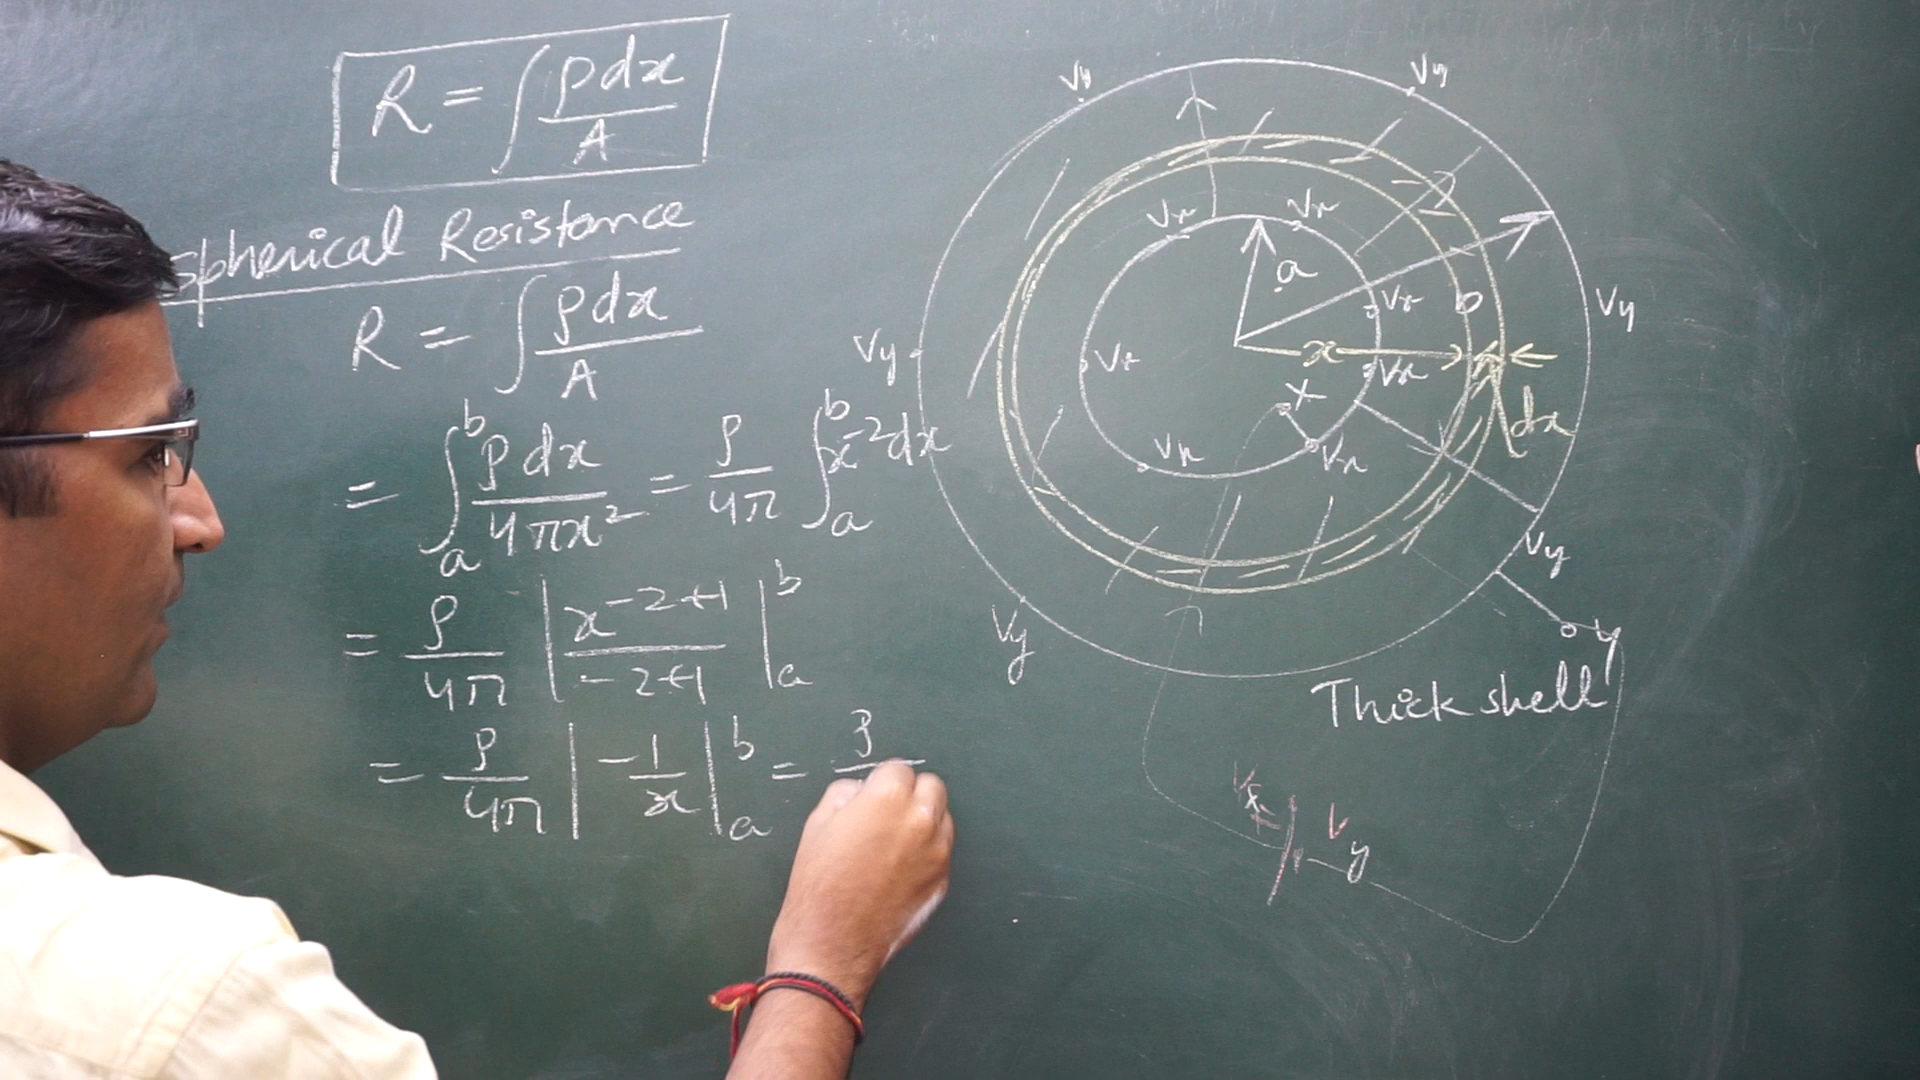 R = ∫ ρdx / A
Spherical Resistance
R = ∫ ρdx / A
= ∫ₐᵇ ρdx / 4πx² = ρ / 4π ∫ₐᵇ x⁻²dx
= ρ / 4π | x⁻²⁺¹ / -2+1 |ₐᵇ
= ρ / 4π | -1 / x |ₐᵇ = ρ
Vy Vy
Vx Vx
a
Vx b Vy
Vy Vx x Vx
X dx
Vx Vx
Vy
Vy y
Thick shell
Vx Vy